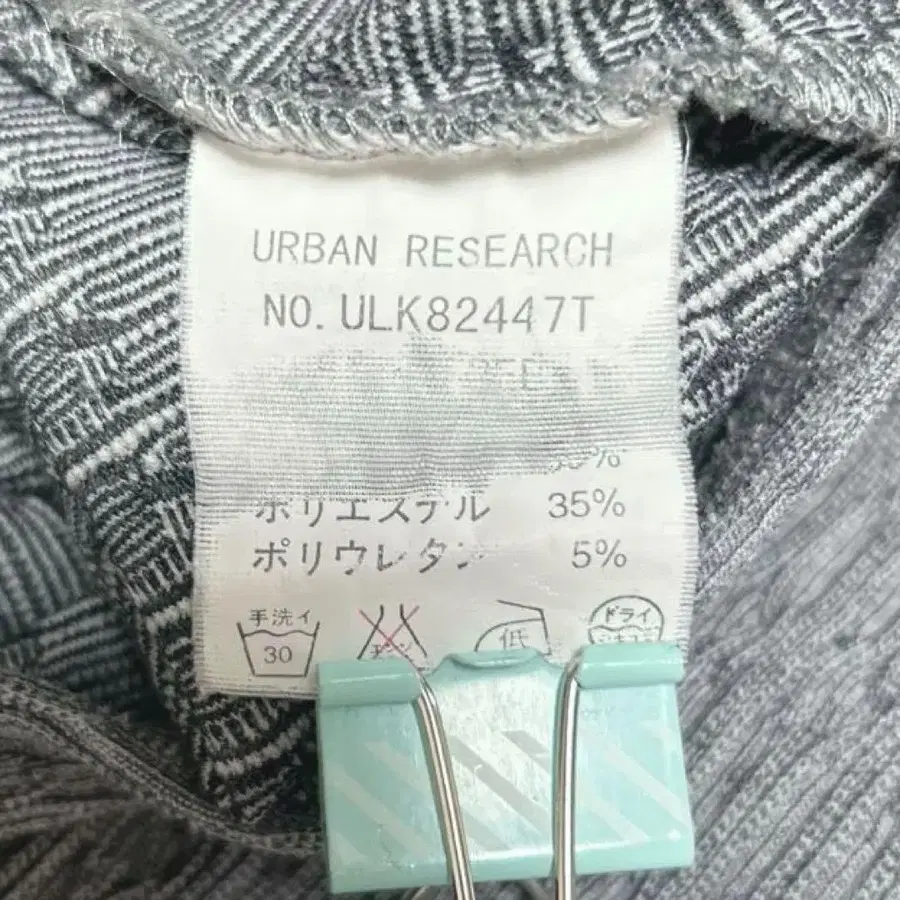 URBAN RESEARCH
NO. ULK82447T
ポリエステル 35%
ポリウレタン 5%
手洗イ
30
低
ドライ